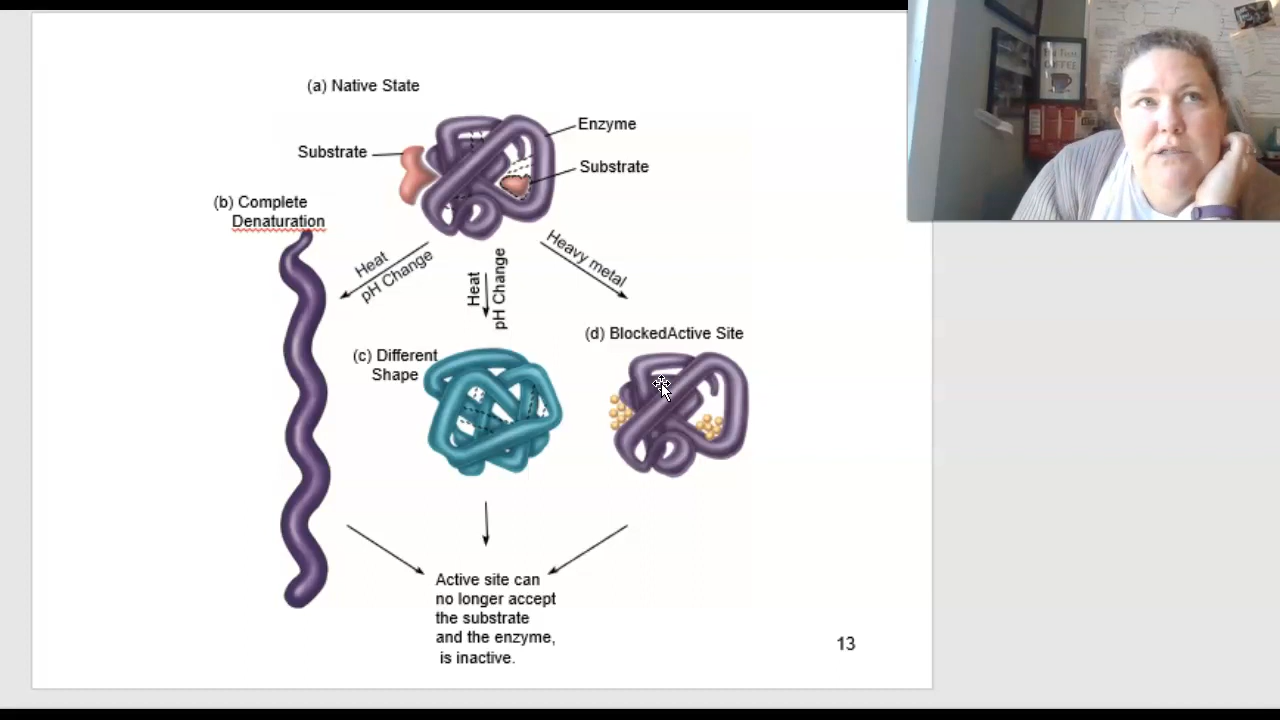 (a) Native State
Enzyme
Substrate
Substrate
(b) Complete
Denaturation
Heat
pH Change
Heat
pH Change
Heavy metal
(d) BlockedActive Site
(c) Different
Shape
Active site can
no longer accept
the substrate
and the enzyme,
is inactive.
13
COFFEE